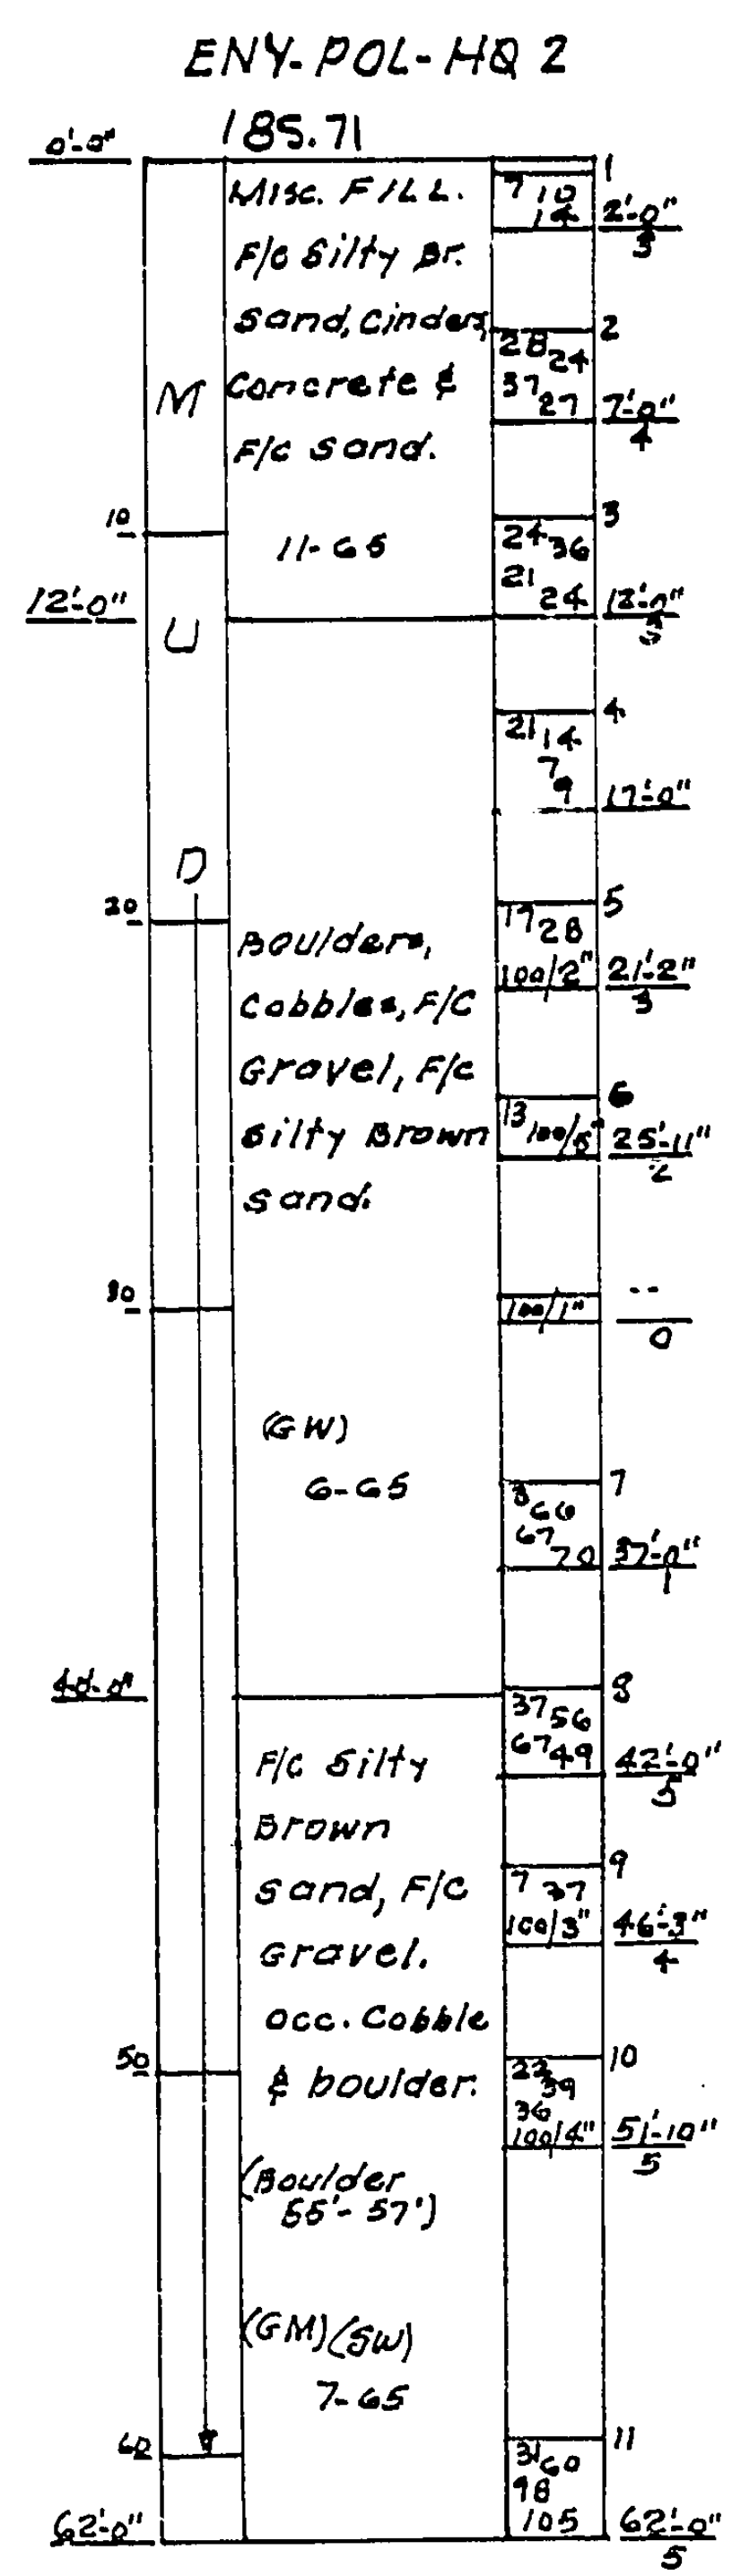 ENY-POL-HQ 2
185.71
0'-0"
Misc. FILL.
F/C Silty Br.
Sand, Cinders,
Concrete &
F/C Sand.
11-65
M
10
12'-0"
U
D
20
Boulders,
Cobbles, F/C
Gravel, F/C
Silty Brown
Sand.
30
(GW)
6-65
40'-0"
F/C Silty
Brown
Sand, F/C
Gravel.
Occ. Cobble
& boulder.
50
(Boulder
55'-57')
(GM)(SW)
7-65
60
62'-0"
1
7 10
14 2'-0"
3
2
28 24
37 27 7'-0"
4
3
24 36
21 24 12'-0"
4
21 14
7 9 17'-0"
5
17 28
100/2" 21'-2"
3
6
13 100/5" 25'-11"
2
--
100/1"
0
7
66
67 70 37'-0"
1
8
37 56
67 49 42'-0"
5
9
7 37
100/3" 46'-3"
4
10
22 39
36 100/4" 51'-10"
5
11
31 60
98 105 62'-0"
5